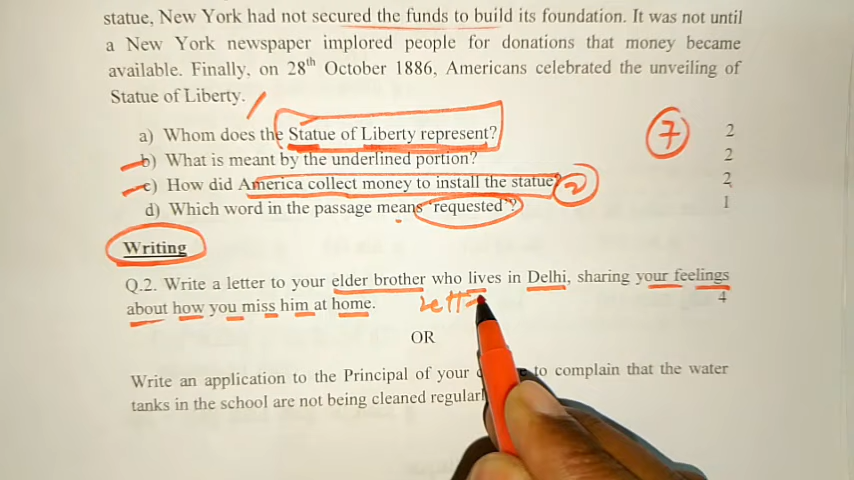 statue, New York had not secured the funds to build its foundation. It was not until
a New York newspaper implored people for donations that money became
available. Finally, on 28th October 1886, Americans celebrated the unveiling of
Statue of Liberty.
a) Whom does the Statue of Liberty represent? 2
b) What is meant by the underlined portion? 2
c) How did America collect money to install the statue? 2
d) Which word in the passage means 'requested'? 1
7
2
Writing
Q.2. Write a letter to your elder brother who lives in Delhi, sharing your feelings
about how you miss him at home. 4
OR
Write an application to the Principal of your to complain that the water
tanks in the school are not being cleaned